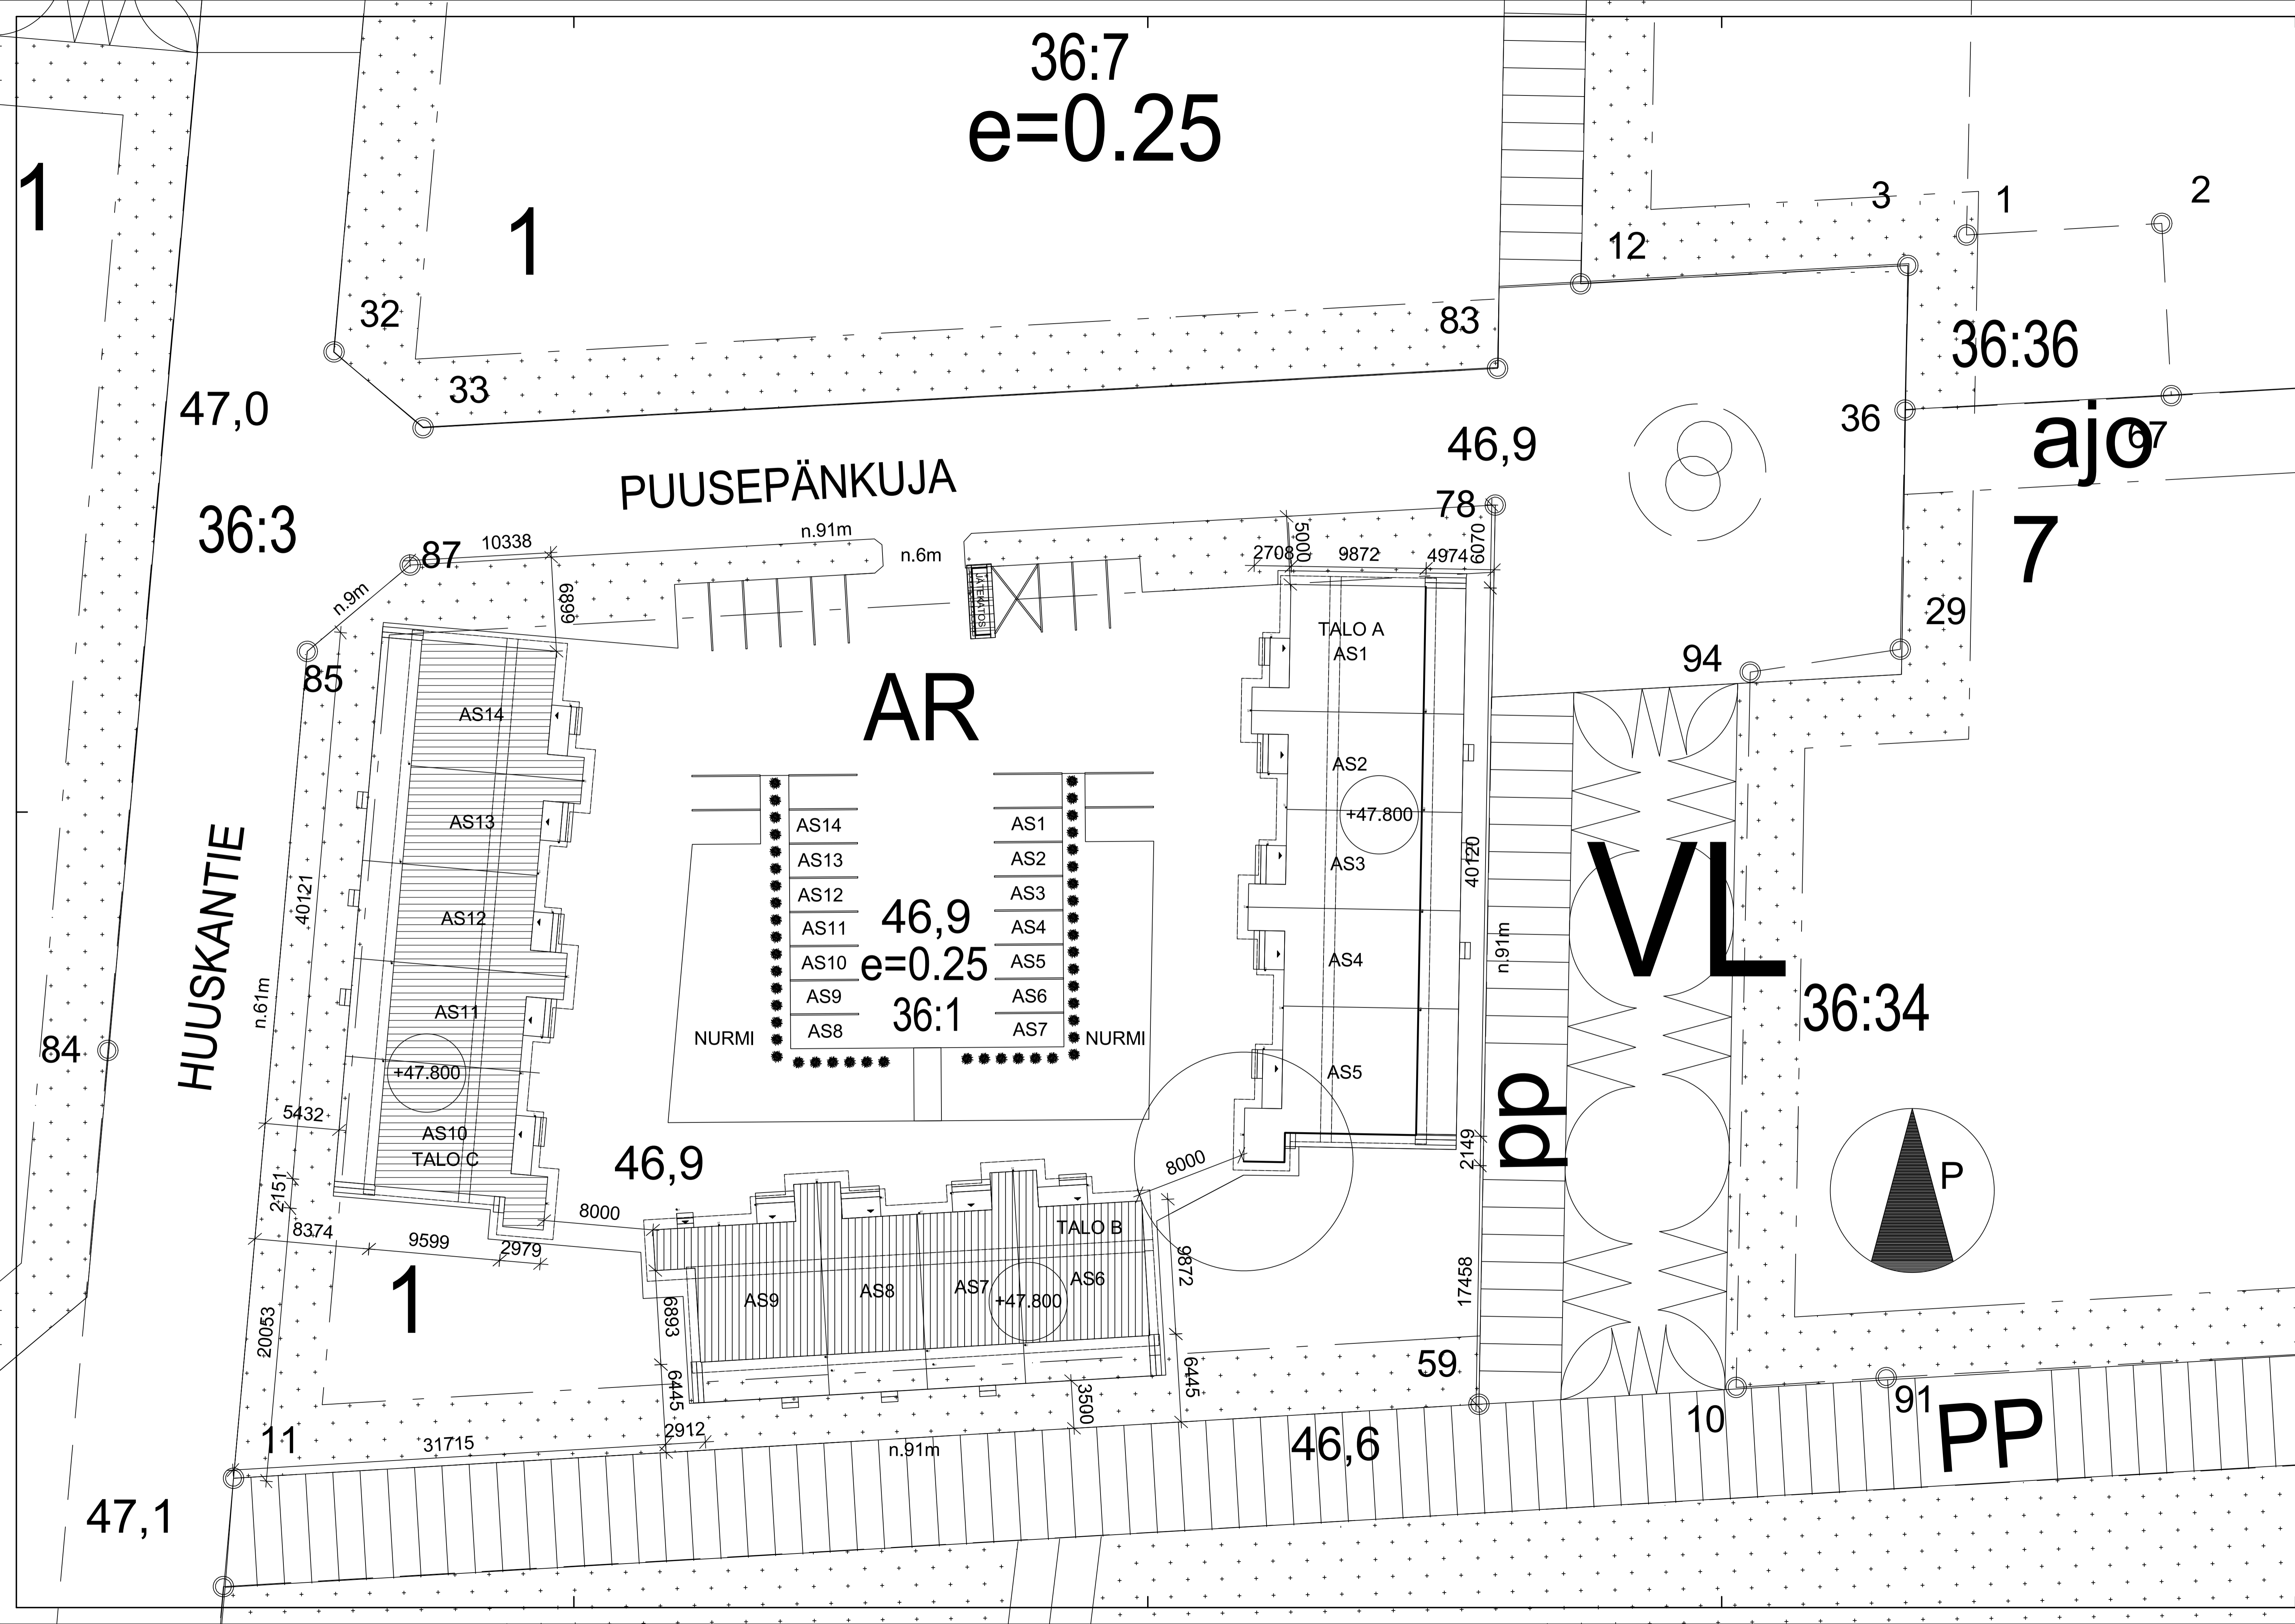 36:7
e=0.25
1
1
32
33
83
12
3
1
2
36:36
36
ajo
67
7
29
94
47,0
36:3
46,9
78
PUUSEPÄNKUJA
87
10338
n.91m
n.6m
n.9m
85
6899
JÄTEKATOS
2708
5000
9872
4974
6070
TALO A
AS1
AS2
+47.800
AS3
AS4
AS5
40120
n.91m
2149
17458
AR
AS14
AS13
AS12
AS11
+47.800
AS10
TALO C
40121
n.61m
HUUSKANTIE
84
5432
2151
8374
9599
2979
20053
AS14
AS13
AS12
AS11
AS10
AS9
AS8
AS1
AS2
AS3
AS4
AS5
AS6
AS7
46,9
e=0.25
36:1
NURMI
NURMI
46,9
8000
8000
TALO B
AS9
AS8
AS7
AS6
+47.800
9872
6893
6445
6445
3500
2912
31715
n.91m
1
11
47,1
46,6
59
VL
36:34
pp
P
10
91
PP